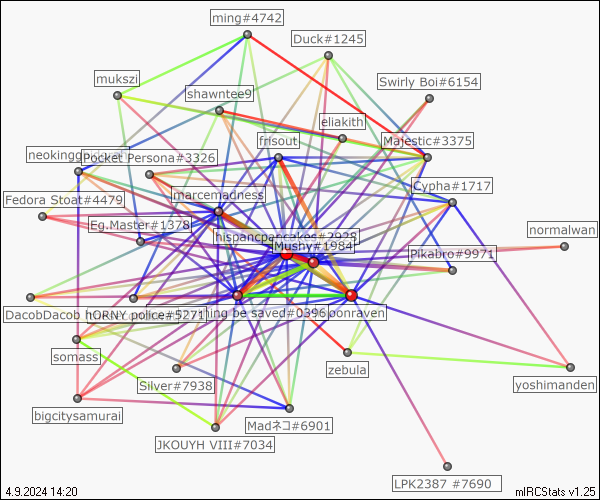 ming#4742
Duck#1245
mukszi
Swirly Boi#6154
shawntee9
eliakith
frisout
Majestic#3375
Pocket Persona#3326
Cypha#1717
marcemadness
Fedora Stoat#4479
Eg.Master#1378
hispancpancakes#2928
normalwan
Mushy#1984
Pikabro#9971
DacobDacob
hORNY police#5271
ing be saved#0396
oonraven
somass
zebula
Silver#7938
yoshimanden
bigcitysamurai
Madネコ#6901
JKOUYH VIII#7034
LPK2387 #7690
4.9.2024 14:20
mIRCStats v1.25